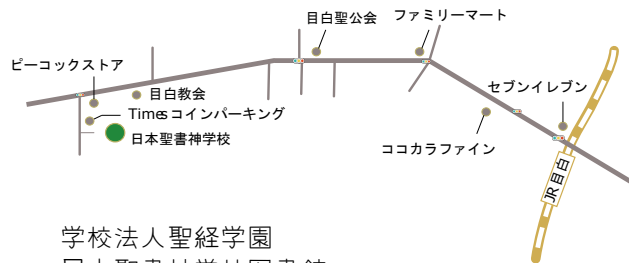 目白聖公会
ファミリーマート
ピーコックストア
セブンイレブン
目白教会
Timesコインパーキング
日本聖書神学校
ココカラファイン
JR目白
学校法人聖経学園